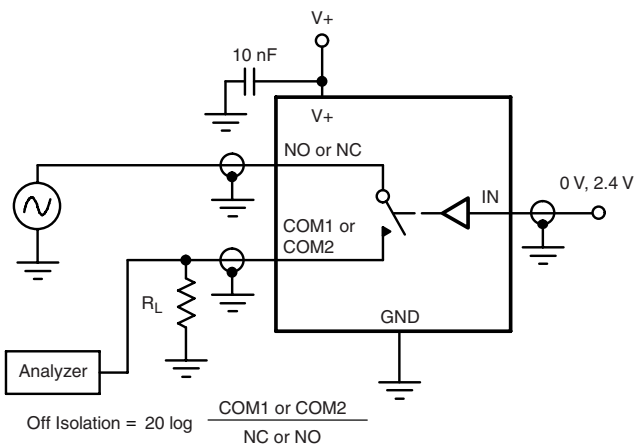 V+
10 nF
V+
NO or NC
0 V, 2.4 V
IN
COM1 or
COM2
R_L
GND
Analyzer
Off Isolation = 20 log COM1 or COM2
NC or NO